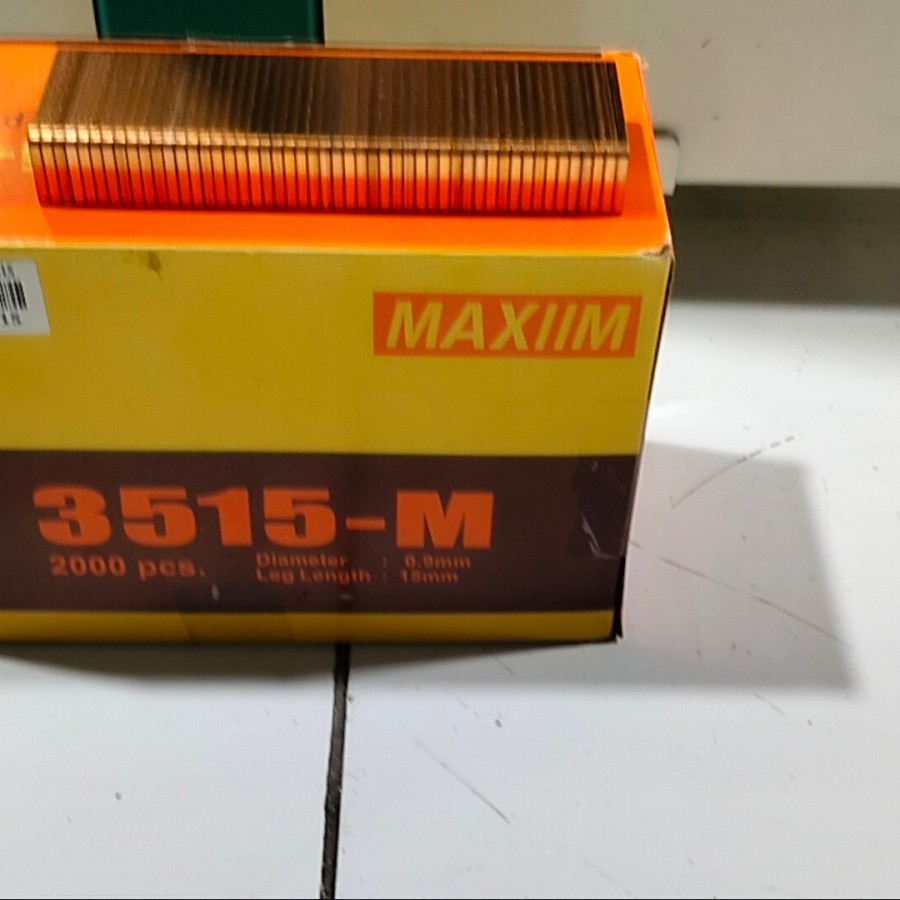 MAXIIM
3515-M
2000 pcs.
Diameter : 0.9mm
Leg Length : 15mm